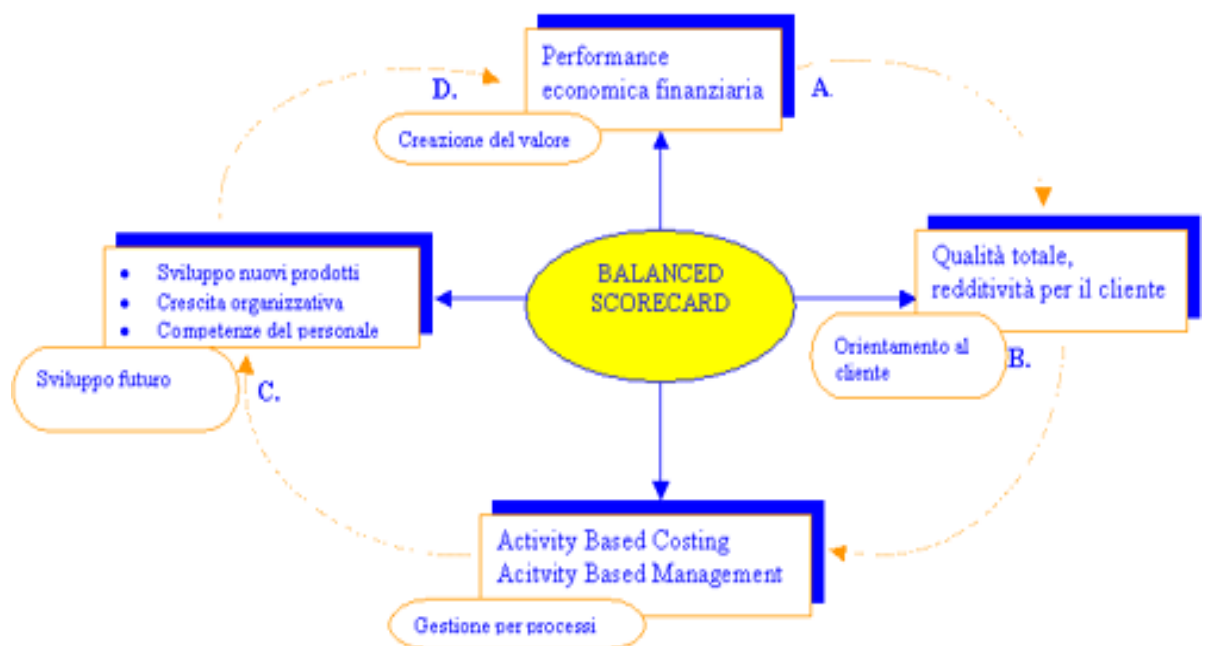 Performance
economica finanziaria
D.
A.
Creazione del valore
Qualità totale,
redditività per il cliente
BALANCED
SCORECARD
• Sviluppo nuovi prodotti
• Crescita organizzativa
• Competenze del personale
Orientamento al
cliente
B.
Sviluppo futuro
C.
Activity Based Costing
Acitvity Based Management
Gestione per processi